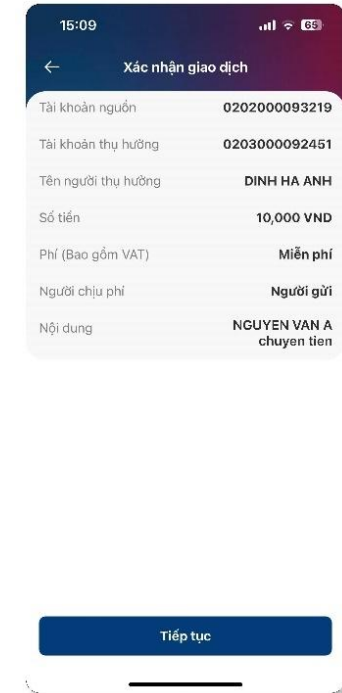 15:09
65
Xác nhận giao dịch
Tài khoản nguồn 0202000093219
Tài khoản thụ hưởng 0203000092451
Tên người thụ hưởng DINH HA ANH
Số tiền 10,000 VND
Phí (Bao gồm VAT) Miễn phí
Người chịu phí Người gửi
Nội dung NGUYEN VAN A
chuyen tien
Tiếp tục